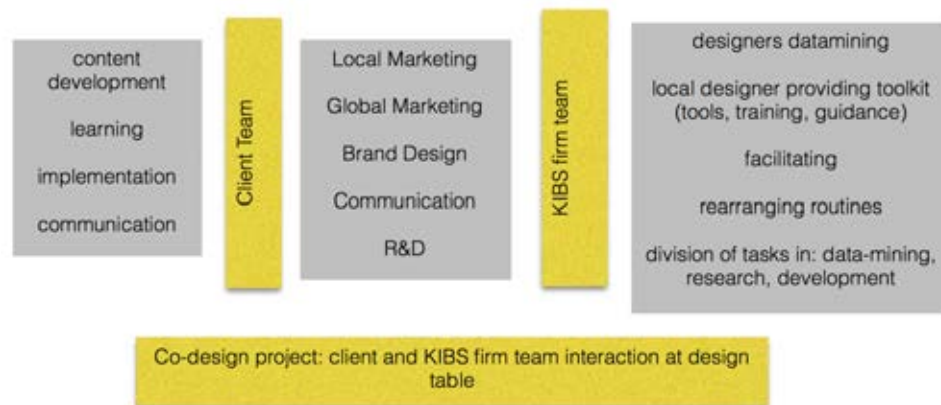 content
development
learning
implementation
communication
Client Team
Local Marketing
Global Marketing
Brand Design
Communication
R&D
KIBS firm team
designers datamining
local designer providing toolkit
(tools, training, guidance)
facilitating
rearranging routines
division of tasks in: data-mining,
research, development
Co-design project: client and KIBS firm team interaction at design
table